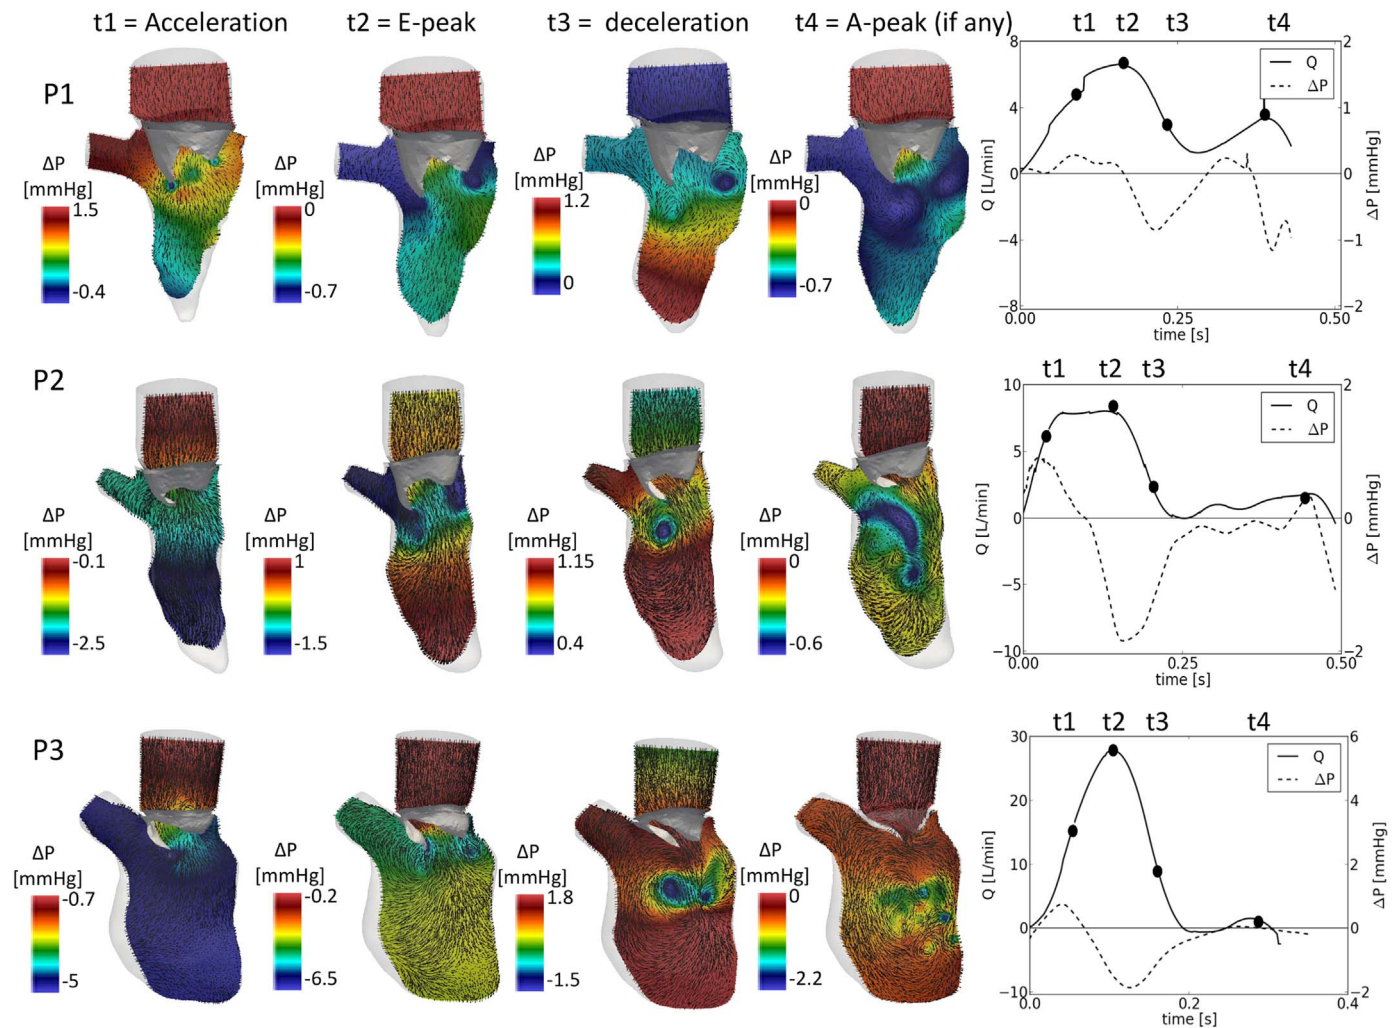 t1 = Acceleration t2 = E-peak t3 = deceleration t4 = A-peak (if any)
P1
ΔP
[mmHg]
1.5
-0.4
ΔP
[mmHg]
0
-0.7
ΔP
[mmHg]
1.2
0
ΔP
[mmHg]
0
-0.7
t1 t2 t3 t4
Q
ΔP
8
4
0
−4
−8
Q [L/min]
2
1
0
−1
−2
ΔP [mmHg]
0.00 0.25 0.50
time [s]
P2
ΔP
[mmHg]
-0.1
-2.5
ΔP
[mmHg]
1
-1.5
ΔP
[mmHg]
1.15
0.4
ΔP
[mmHg]
0
-0.6
t1 t2 t3 t4
Q
ΔP
10
5
0
−5
−10
Q [L/min]
2
0
−2
ΔP [mmHg]
0.00 0.25 0.50
time [s]
P3
ΔP
[mmHg]
-0.7
-5
ΔP
[mmHg]
-0.2
-6.5
ΔP
[mmHg]
1.8
-1.5
ΔP
[mmHg]
0
-2.2
t1 t2 t3 t4
Q
ΔP
30
20
10
0
−10
Q [L/min]
6
4
2
0
−2
ΔP [mmHg]
0.0 0.2 0.4
time [s]